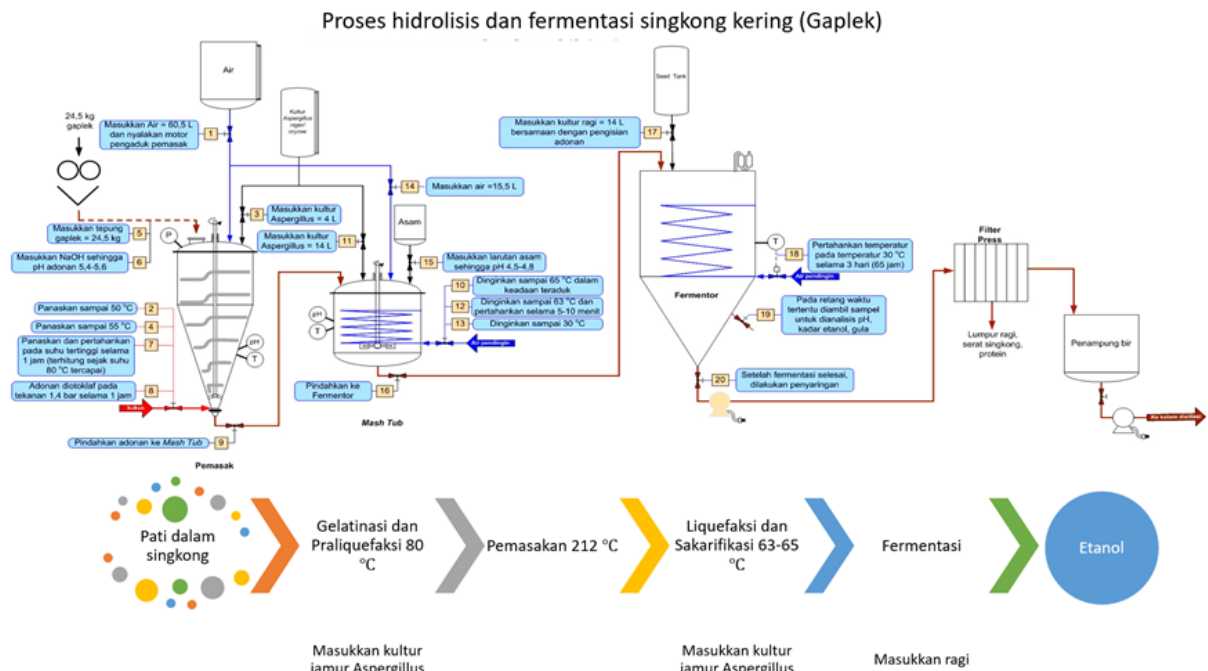 Proses hidrolisis dan fermentasi singkong kering (Gaplek)
Air
24,5 kg
gaplek
Masukkan Air = 60,5 L
dan nyalakan motor
pengaduk pemasak
1
Kultur
Aspergillus
niger/
oryzae
Seed Tank
Masukkan kultur ragi = 14 L
bersamaan dengan pengisian
adonan
17
14
Masukkan air =15,5 L
Masukkan tepung
gaplek = 24,5 kg
5
Masukkan NaOH sehingga
pH adonan 5,4-5,6
6
P
3
Masukkan kultur
Aspergillus = 4 L
Masukkan kultur
Aspergillus = 14 L
11
Asam
15
Masukkan larutan asam
sehingga pH 4,5-4,8
10
Dinginkan sampai 65 °C dalam
keadaan teraduk
12
Dinginkan sampai 63 °C dan
pertahankan selama 5-10 menit
13
Dinginkan sampai 30 °C
Air pendingin
pH
T
Panaskan sampai 50 °C
2
Panaskan sampai 55 °C
4
Panaskan dan pertahankan
pada suhu tertinggi selama
1 jam (terhitung sejak suhu
80 °C tercapai)
7
Adonan diotoklaf pada
tekanan 1,4 bar selama 1 jam
8
pH
T
Pindahkan adonan ke Mash Tub
9
Pemasak
Pindahkan ke
Fermentor
16
Mash Tub
T
18
Pertahankan temperatur
pada temperatur 30 °C
selama 3 hari (65 jam)
Air pendingin
Fermentor
19
Pada retang waktu
tertentu diambil sampel
untuk dianalisis pH,
kadar etanol, gula
20
Setelah fermentasi selesai,
dilakukan penyaringan
Filter
Press
Lumpur ragi,
serat singkong,
protein
Penampung bir
Ke kolom distilasi
Pati dalam
singkong
Gelatinasi dan
Praliquefaksi 80
°C
Pemasakan 212 °C
Liquefaksi dan
Sakarifikasi 63-65
°C
Fermentasi
Etanol
Masukkan kultur
jamur Aspergillus
Masukkan kultur
jamur Aspergillus
Masukkan ragi